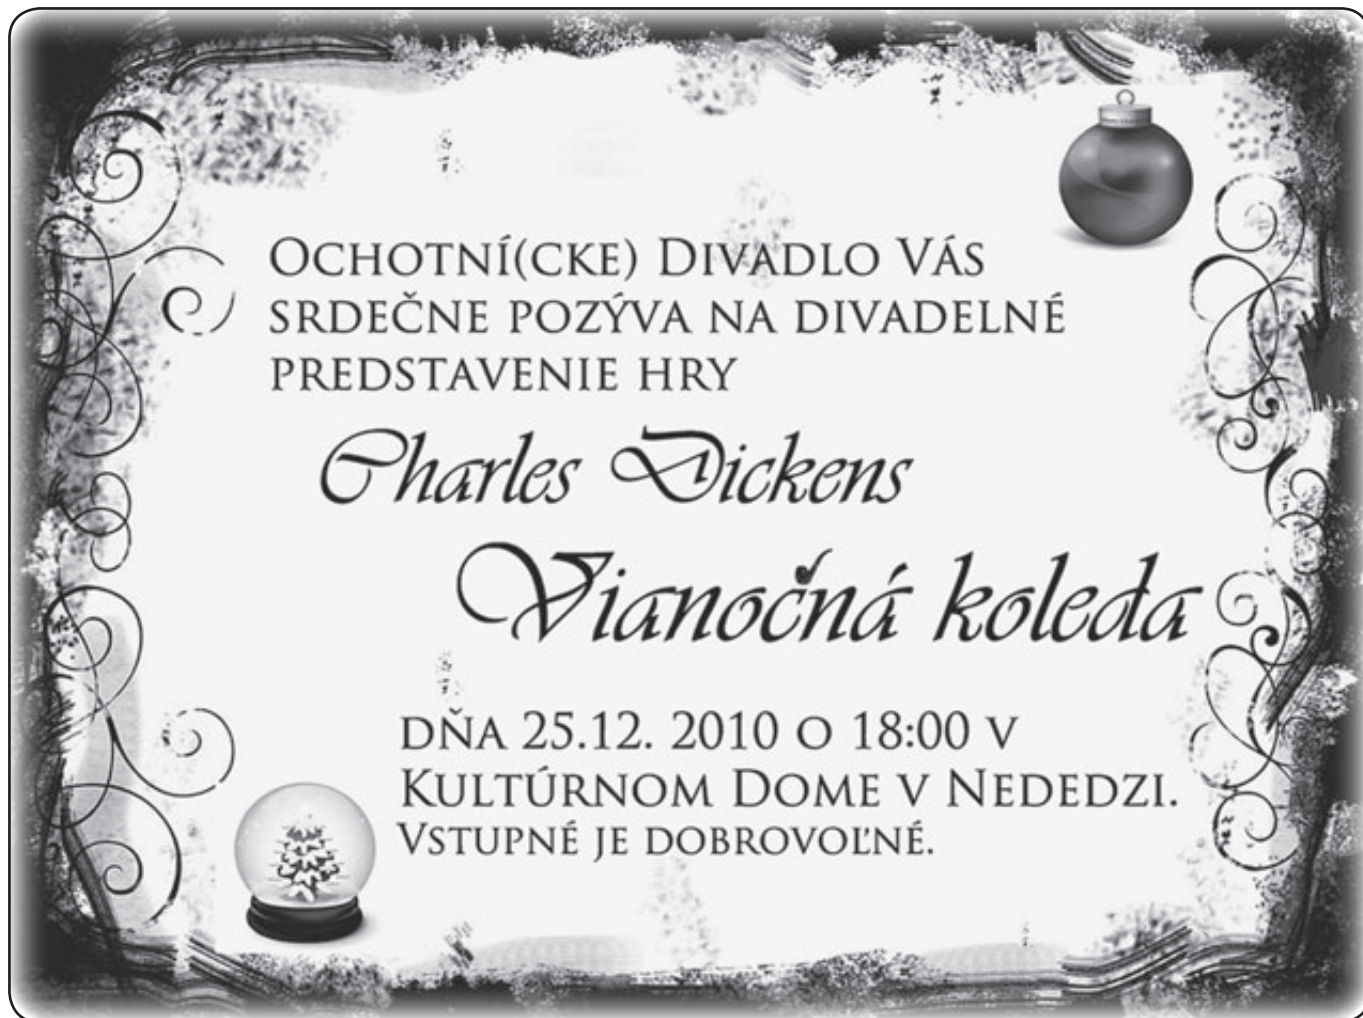 Ochotní(cke) Divadlo Vás
srdečne pozýva na divadelné
predstavenie hry
Charles Dickens
Vianočná koleda
dňa 25.12. 2010 o 18:00 v
Kultúrnom Dome v Nededzi.
Vstupné je dobrovoľné.